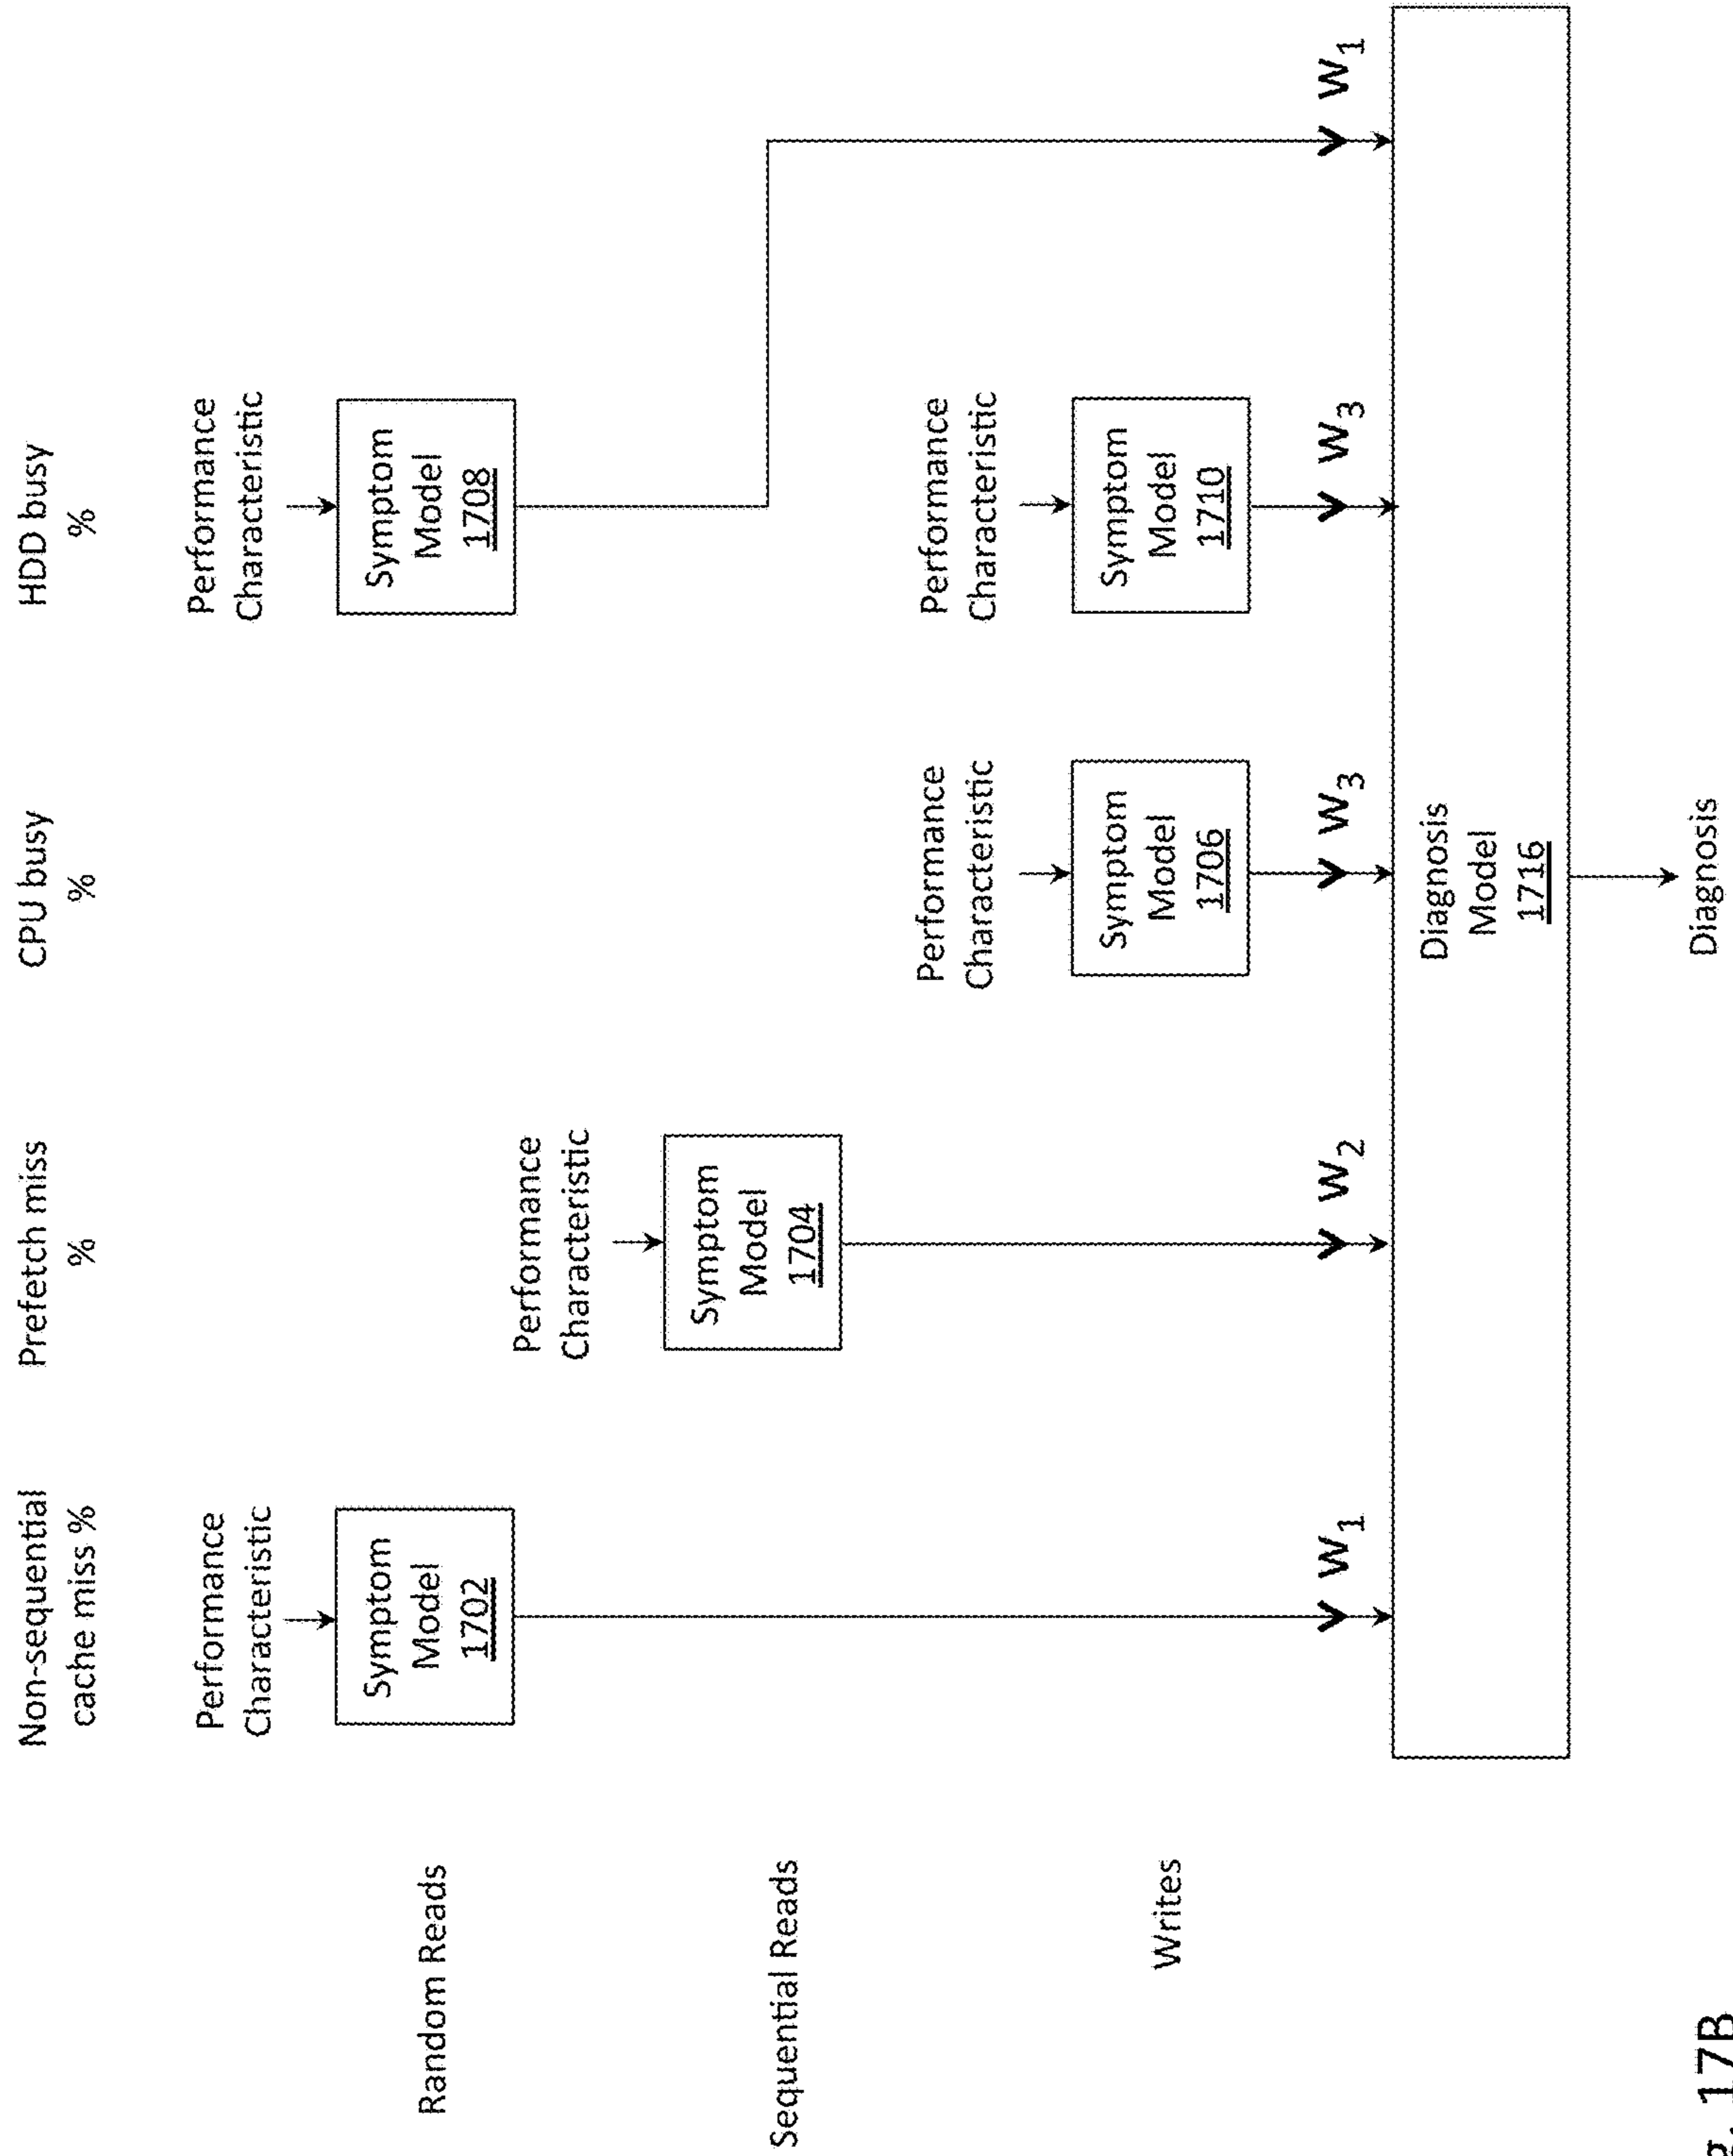 Non-sequential
cache miss %
Prefetch miss
%
CPU busy
%
HDD busy
%
Random Reads
Performance
Characteristic
Symptom
Model
1702
Performance
Characteristic
Symptom
Model
1708
Sequential Reads
Performance
Characteristic
Symptom
Model
1704
Writes
Performance
Characteristic
Symptom
Model
1706
Performance
Characteristic
Symptom
Model
1710
W1
W2
W3
W3
W1
Diagnosis
Model
1716
Diagnosis
17B